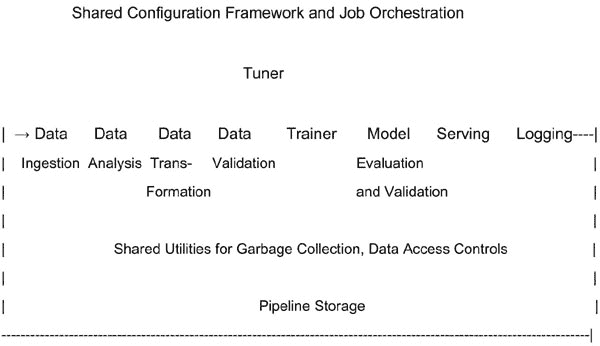 Shared Configuration Framework and Job Orchestration
Tuner
| → Data Data Data Data Trainer Model Serving Logging----|
| Ingestion Analysis Trans- Validation Evaluation |
| Formation and Validation |
| |
| Shared Utilities for Garbage Collection, Data Access Controls |
| |
| Pipeline Storage |
--------------------------------------------------------------------------------------------------------------------------|